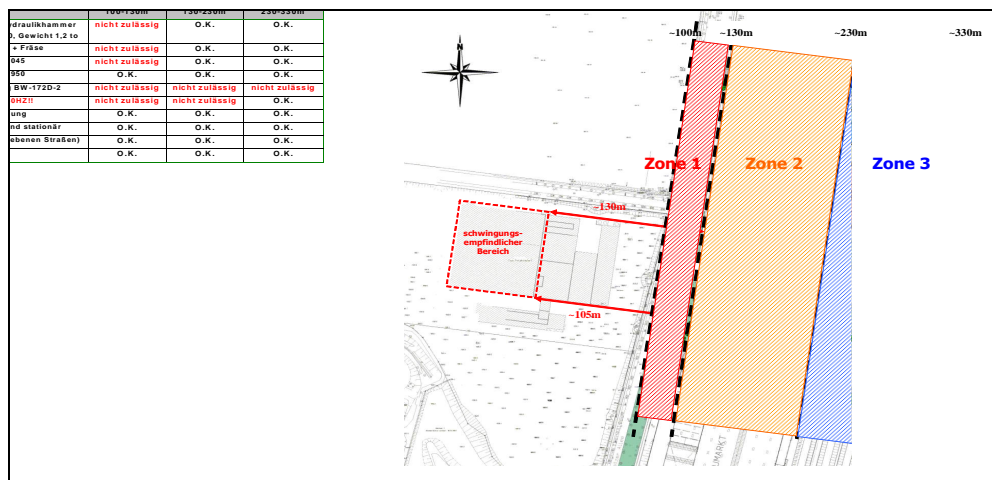 100-130m 130-230m 230-330m
ydraulikhammer nicht zulässig O.K. O.K.
0, Gewicht 1,2 to
+ Fräse nicht zulässig O.K. O.K.
045 nicht zulässig O.K. O.K.
950 O.K. O.K. O.K.
BW-172D-2 nicht zulässig nicht zulässig nicht zulässig
0HZ!! nicht zulässig nicht zulässig O.K.
ung O.K. O.K. O.K.
nd stationär O.K. O.K. O.K.
ebenen Straßen) O.K. O.K. O.K.
O.K. O.K. O.K.
~100m ~130m ~230m ~330m
N
Zone 1 Zone 2 Zone 3
~130m
schwingungs-
empfindlicher
Bereich
~105m